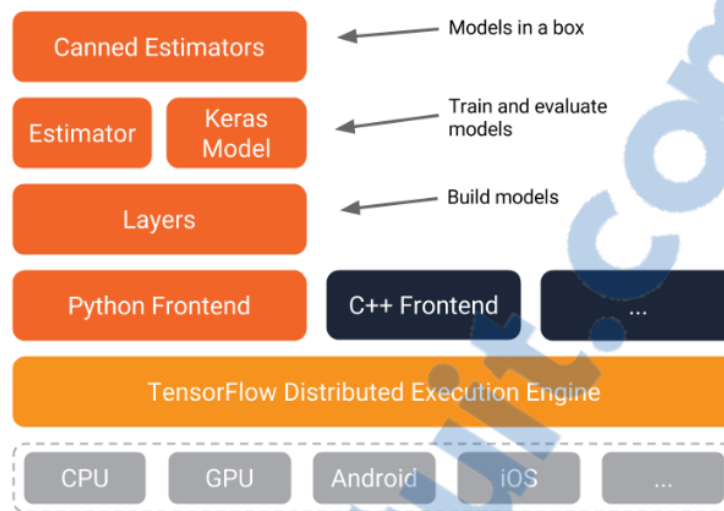 Canned Estimators
Models in a box
Estimator
Keras
Model
Train and evaluate
models
Layers
Build models
Python Frontend
C++ Frontend
...
TensorFlow Distributed Execution Engine
CPU
GPU
Android
iOS
...